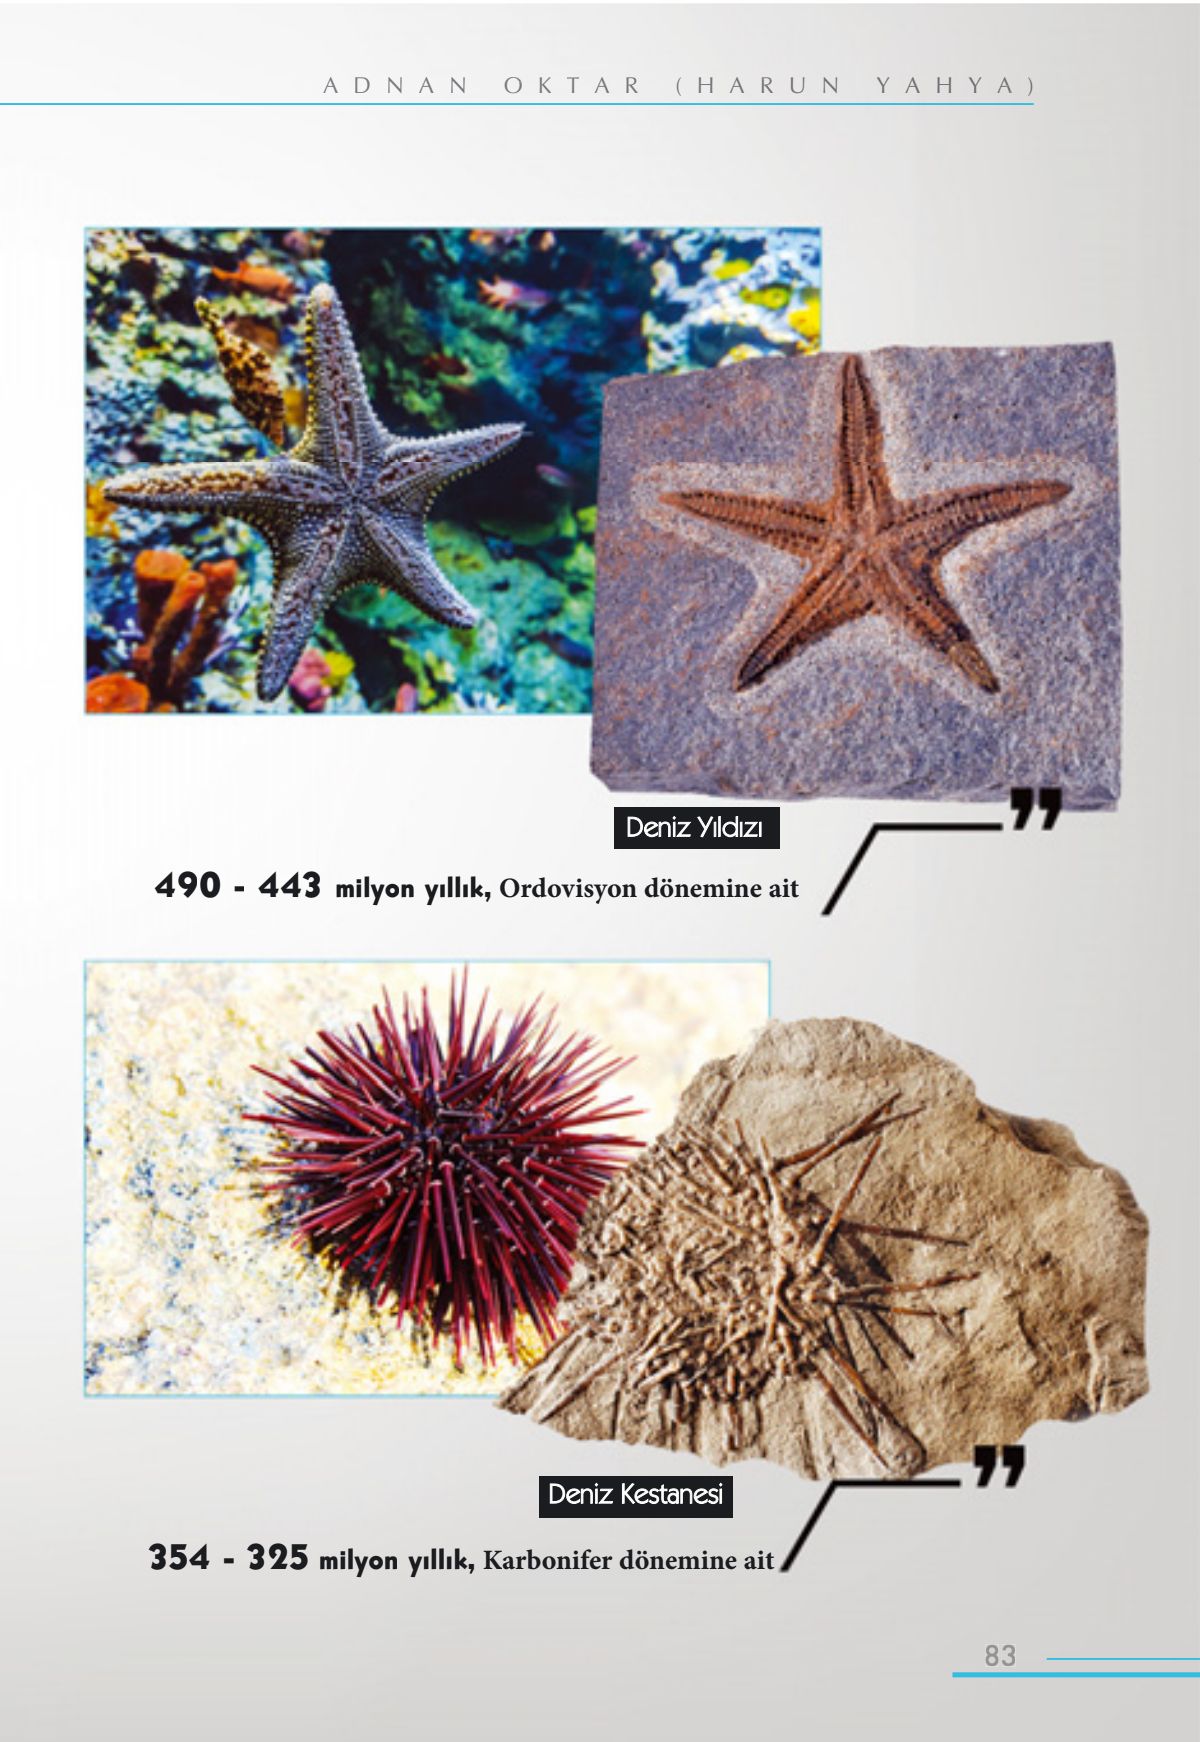 ADNAN OKTAR (HARUN YAHYA)
Deniz Yıldızı
”
490 - 443 milyon yıllık, Ordovisyon dönemine ait
Deniz Kestanesi
”
354 - 325 milyon yıllık, Karbonifer dönemine ait
83